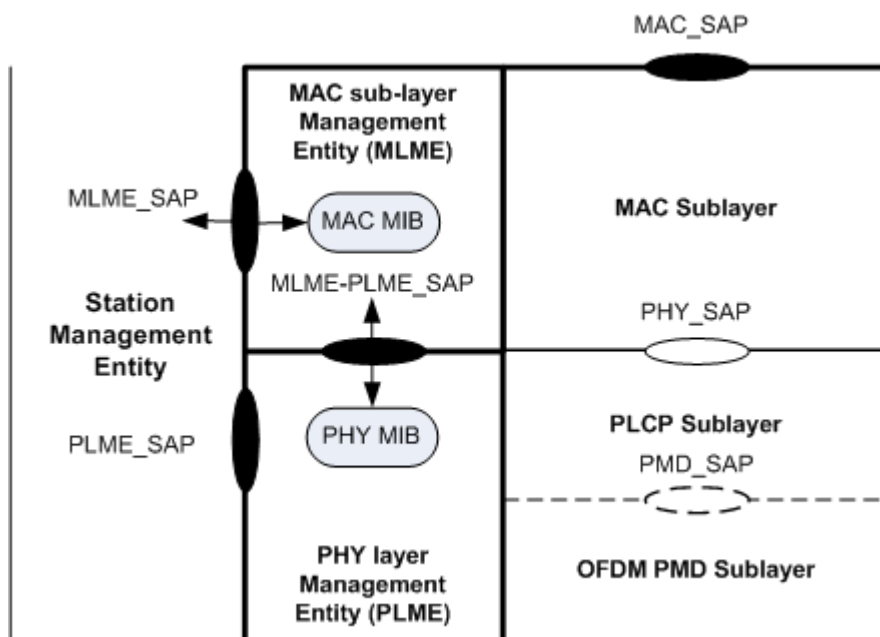 MAC_SAP
MAC sub-layer
Management
Entity (MLME)
MLME_SAP
MAC MIB
MAC Sublayer
MLME-PLME_SAP
Station
Management
Entity
PHY_SAP
PLME_SAP
PHY MIB
PLCP Sublayer
PMD_SAP
PHY layer
Management
Entity (PLME)
OFDM PMD Sublayer